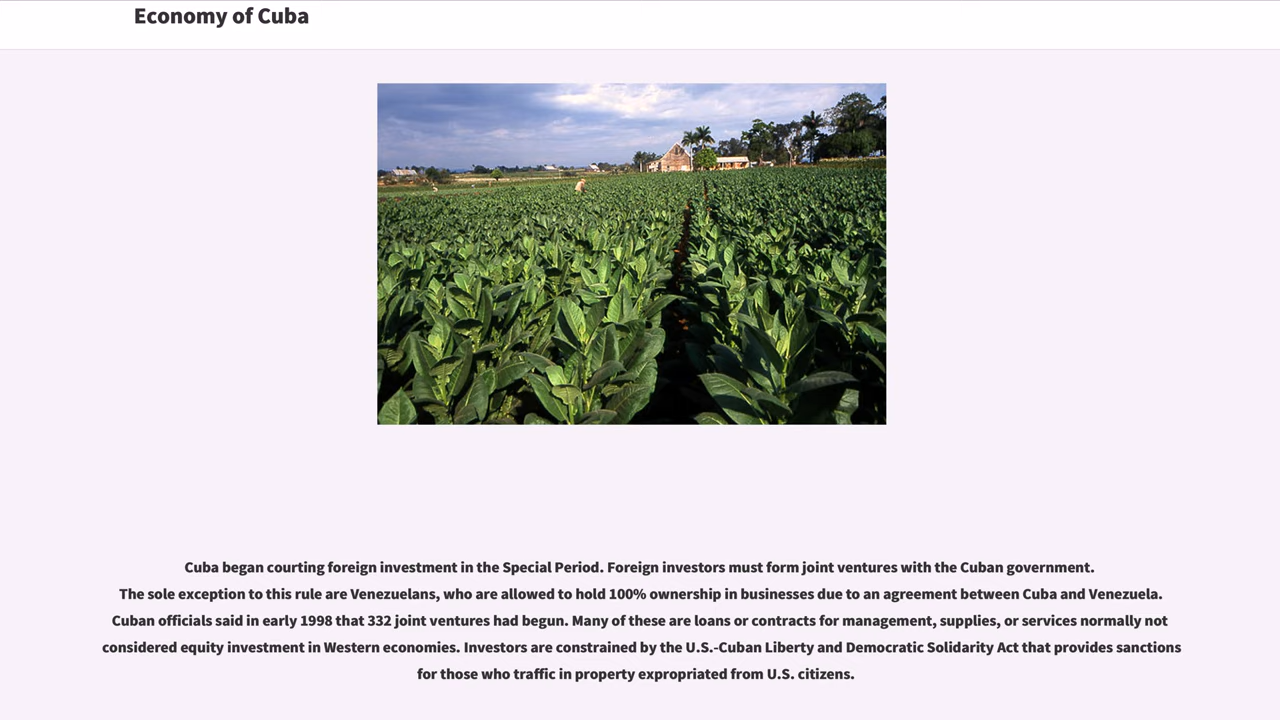 Economy of Cuba
Cuba began courting foreign investment in the Special Period. Foreign investors must form joint ventures with the Cuban government.
The sole exception to this rule are Venezuelans, who are allowed to hold 100% ownership in businesses due to an agreement between Cuba and Venezuela.
Cuban officials said in early 1998 that 332 joint ventures had begun. Many of these are loans or contracts for management, supplies, or services normally not
considered equity investment in Western economies. Investors are constrained by the U.S.-Cuban Liberty and Democratic Solidarity Act that provides sanctions
for those who traffic in property expropriated from U.S. citizens.